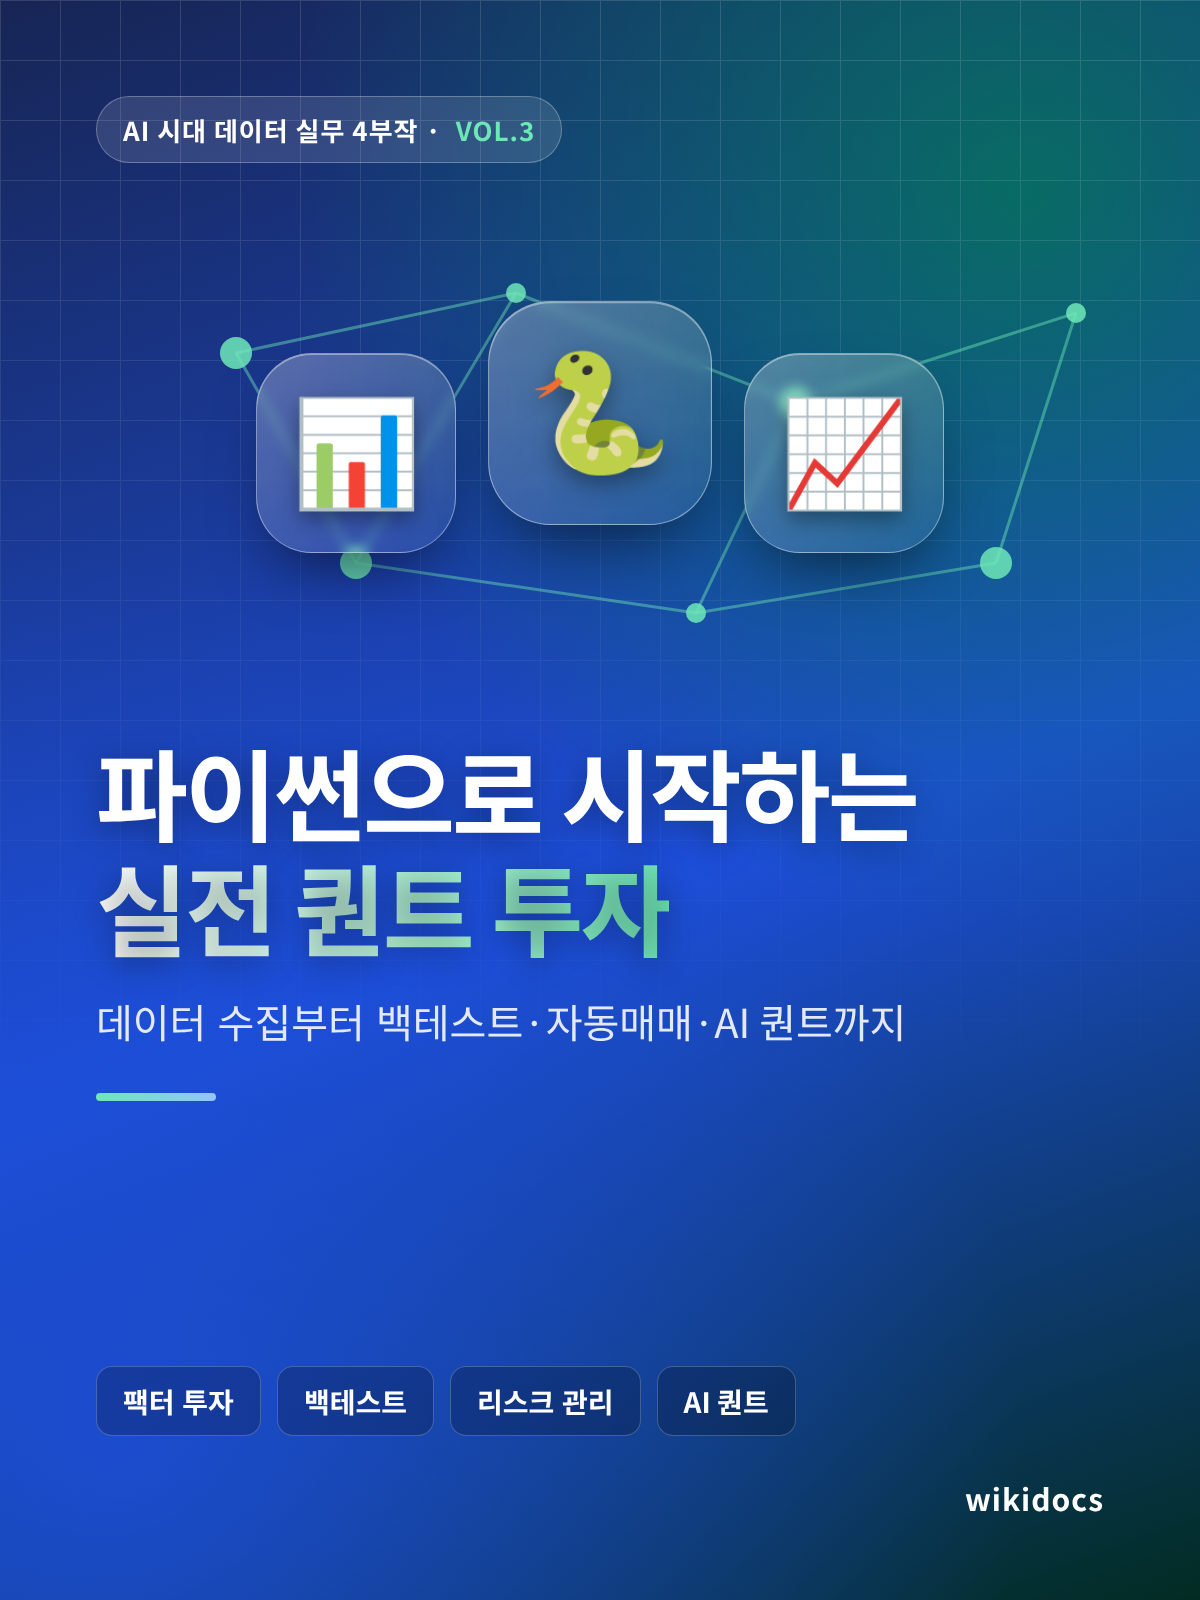 AI 시대 데이터 실무 4부작 · VOL.3
파이썬으로 시작하는
실전 퀀트 투자
데이터 수집부터 백테스트·자동매매·AI 퀀트까지
팩터 투자
백테스트
리스크 관리
AI 퀀트
wikidocs